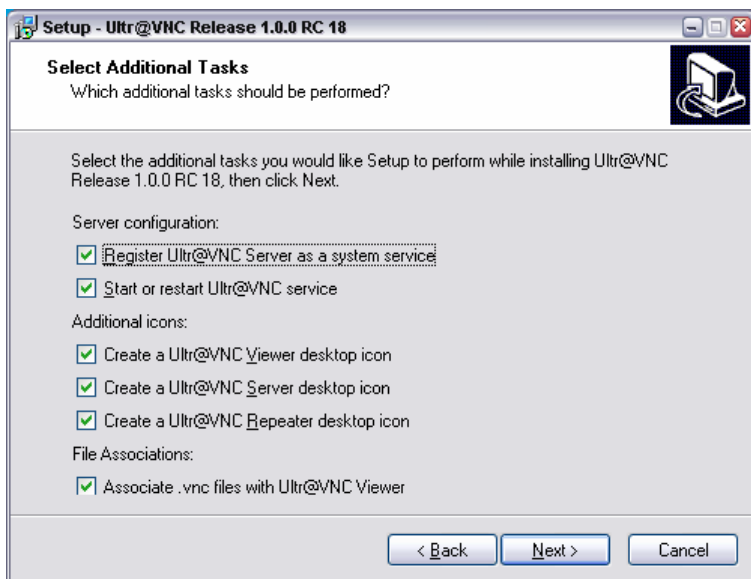 Setup - Ultr@VNC Release 1.0.0 RC 18
Select Additional Tasks
Which additional tasks should be performed?
Select the additional tasks you would like Setup to perform while installing Ultr@VNC
Release 1.0.0 RC 18, then click Next.
Server configuration:
Register Ultr@VNC Server as a system service
Start or restart Ultr@VNC service
Additional icons:
Create a Ultr@VNC Viewer desktop icon
Create a Ultr@VNC Server desktop icon
Create a Ultr@VNC Repeater desktop icon
File Associations:
Associate .vnc files with Ultr@VNC Viewer
< Back Next > Cancel